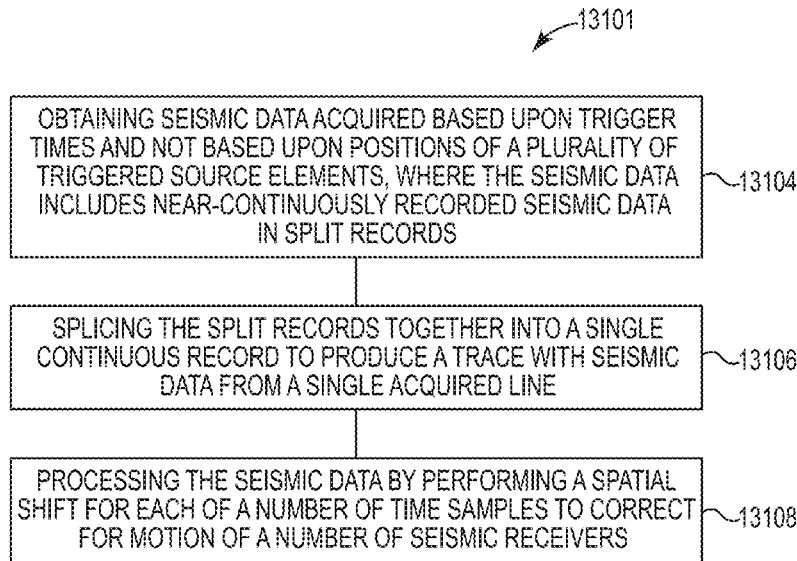 13101
OBTAINING SEISMIC DATA ACQUIRED BASED UPON TRIGGER
TIMES AND NOT BASED UPON POSITIONS OF A PLURALITY OF
TRIGGERED SOURCE ELEMENTS, WHERE THE SEISMIC DATA
INCLUDES NEAR-CONTINUOUSLY RECORDED SEISMIC DATA
IN SPLIT RECORDS
13104
SPLICING THE SPLIT RECORDS TOGETHER INTO A SINGLE
CONTINUOUS RECORD TO PRODUCE A TRACE WITH SEISMIC
DATA FROM A SINGLE ACQUIRED LINE
13106
PROCESSING THE SEISMIC DATA BY PERFORMING A SPATIAL
SHIFT FOR EACH OF A NUMBER OF TIME SAMPLES TO CORRECT
FOR MOTION OF A NUMBER OF SEISMIC RECEIVERS
13108